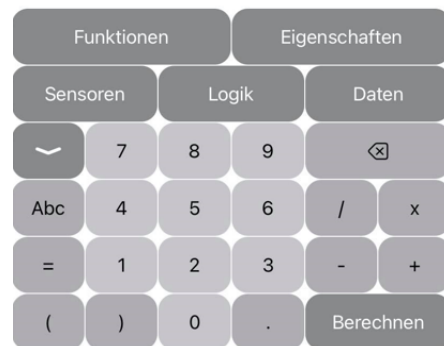 Funktionen Eigenschaften
Sensoren Logik Daten
7 8 9
Abc 4 5 6 / x
= 1 2 3 - +
( ) 0 . Berechnen